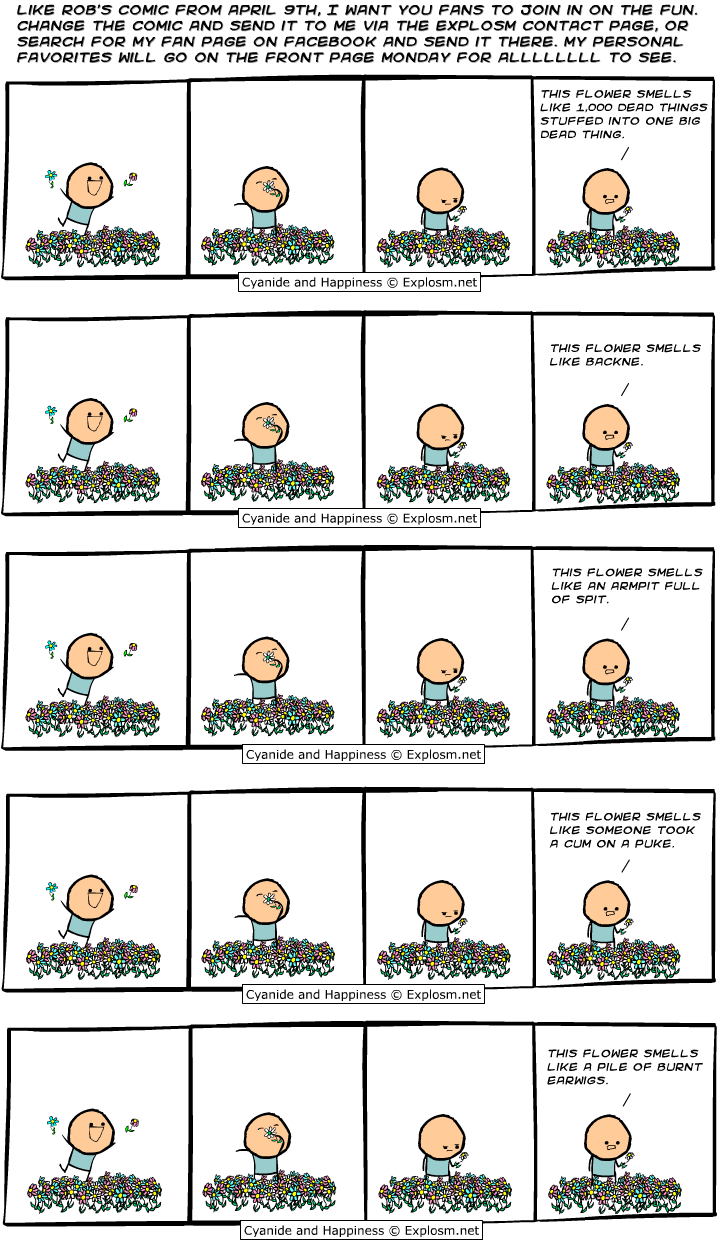 LIKE ROB'S COMIC FROM APRIL 9TH, I WANT YOU FANS TO JOIN IN ON THE FUN.
CHANGE THE COMIC AND SEND IT TO ME VIA THE EXPLOSM CONTACT PAGE, OR
SEARCH FOR MY FAN PAGE ON FACEBOOK AND SEND IT THERE. MY PERSONAL
FAVORITES WILL GO ON THE FRONT PAGE MONDAY FOR ALLLLLLLL TO SEE.
THIS FLOWER SMELLS
LIKE 1,000 DEAD THINGS
STUFFED INTO ONE BIG
DEAD THING.
Cyanide and Happiness © Explosm.net
THIS FLOWER SMELLS
LIKE BACKNE.
Cyanide and Happiness © Explosm.net
THIS FLOWER SMELLS
LIKE AN ARMPIT FULL
OF SPIT.
Cyanide and Happiness © Explosm.net
THIS FLOWER SMELLS
LIKE SOMEONE TOOK
A CUM ON A PUKE.
Cyanide and Happiness © Explosm.net
THIS FLOWER SMELLS
LIKE A PILE OF BURNT
EARWIGS.
Cyanide and Happiness © Explosm.net